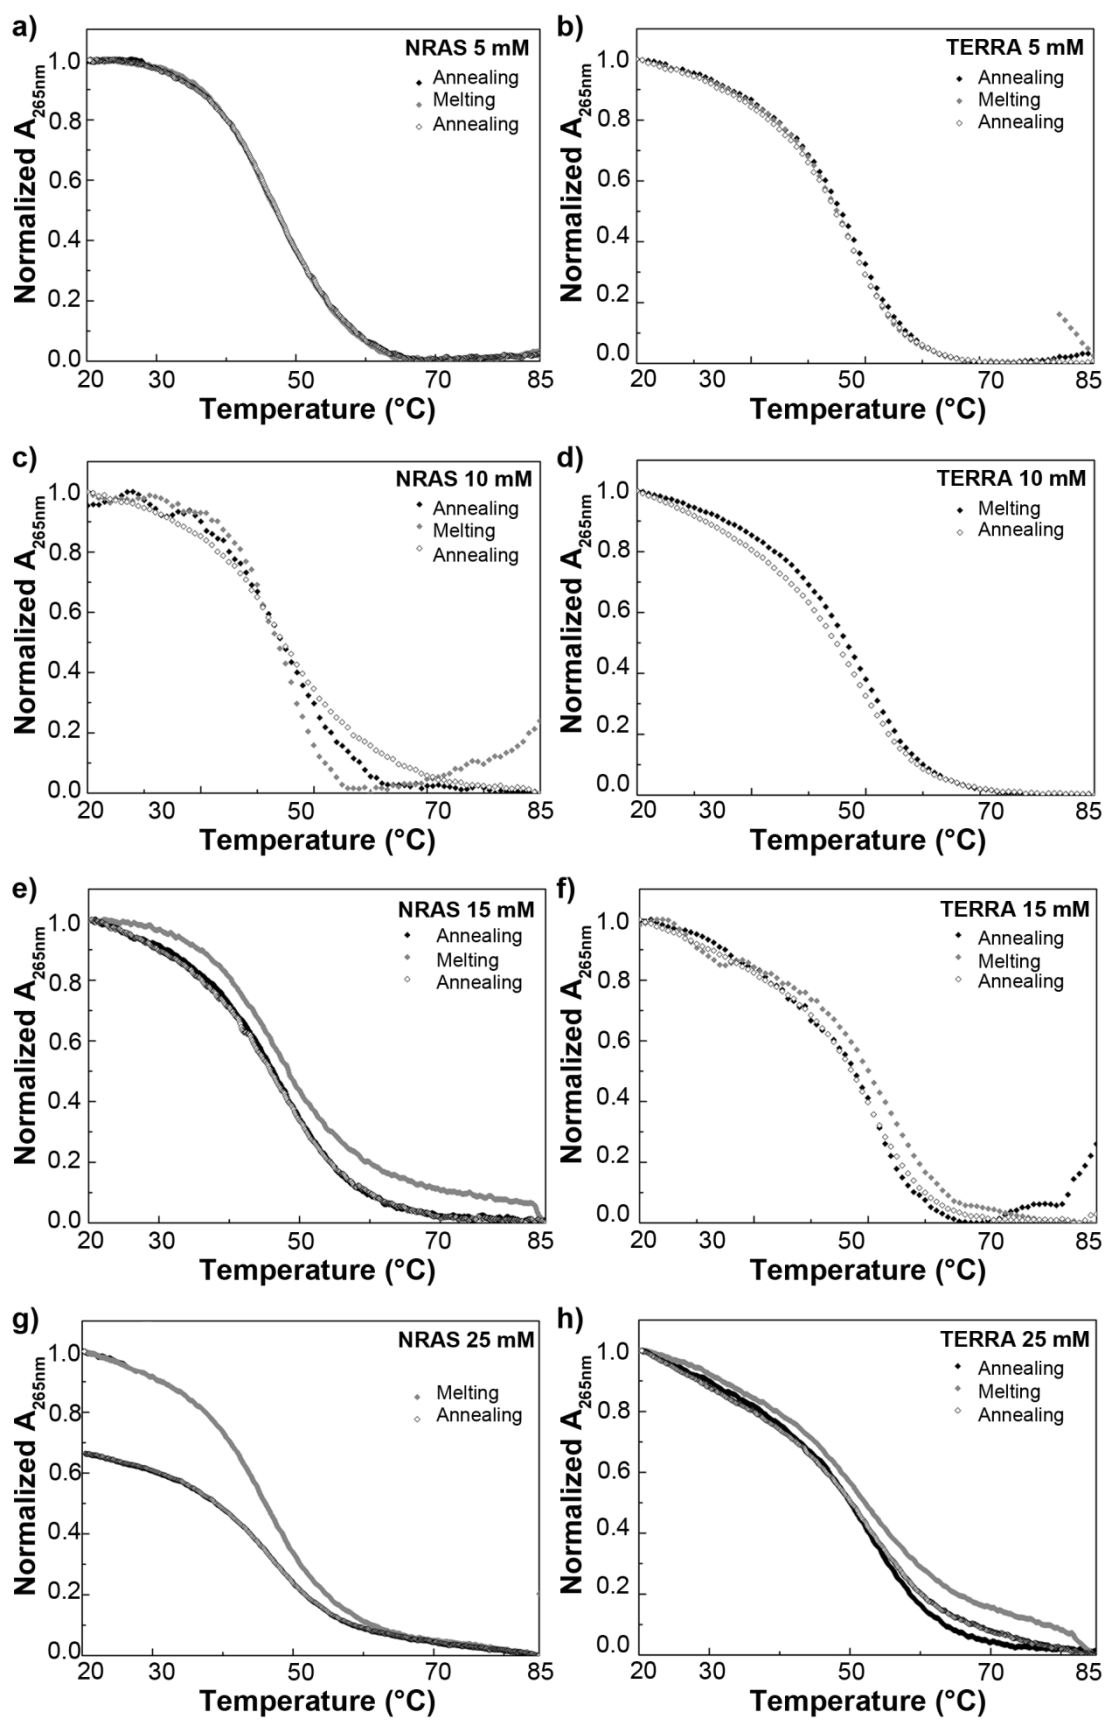 a)
NRAS 5 mM
Annealing
Melting
Annealing
Normalized A265nm
1.0
0.8
0.6
0.4
0.2
0.0
20 30 50 70 85
Temperature (°C)
b)
TERRA 5 mM
Annealing
Melting
Annealing
Normalized A265nm
1.0
0.8
0.6
0.4
0.2
0.0
20 30 50 70 85
Temperature (°C)
c)
NRAS 10 mM
Annealing
Melting
Annealing
Normalized A265nm
1.0
0.8
0.6
0.4
0.2
0.0
20 30 50 70 85
Temperature (°C)
d)
TERRA 10 mM
Melting
Annealing
Normalized A265nm
1.0
0.8
0.6
0.4
0.2
0.0
20 30 50 70 85
Temperature (°C)
e)
NRAS 15 mM
Annealing
Melting
Annealing
Normalized A265nm
1.0
0.8
0.6
0.4
0.2
0.0
20 30 50 70 85
Temperature (°C)
f)
TERRA 15 mM
Annealing
Melting
Annealing
Normalized A265nm
1.0
0.8
0.6
0.4
0.2
0.0
20 30 50 70 85
Temperature (°C)
g)
NRAS 25 mM
Melting
Annealing
Normalized A265nm
1.0
0.8
0.6
0.4
0.2
0.0
20 30 50 70 85
Temperature (°C)
h)
TERRA 25 mM
Annealing
Melting
Annealing
Normalized A265nm
1.0
0.8
0.6
0.4
0.2
0.0
20 30 50 70 85
Temperature (°C)